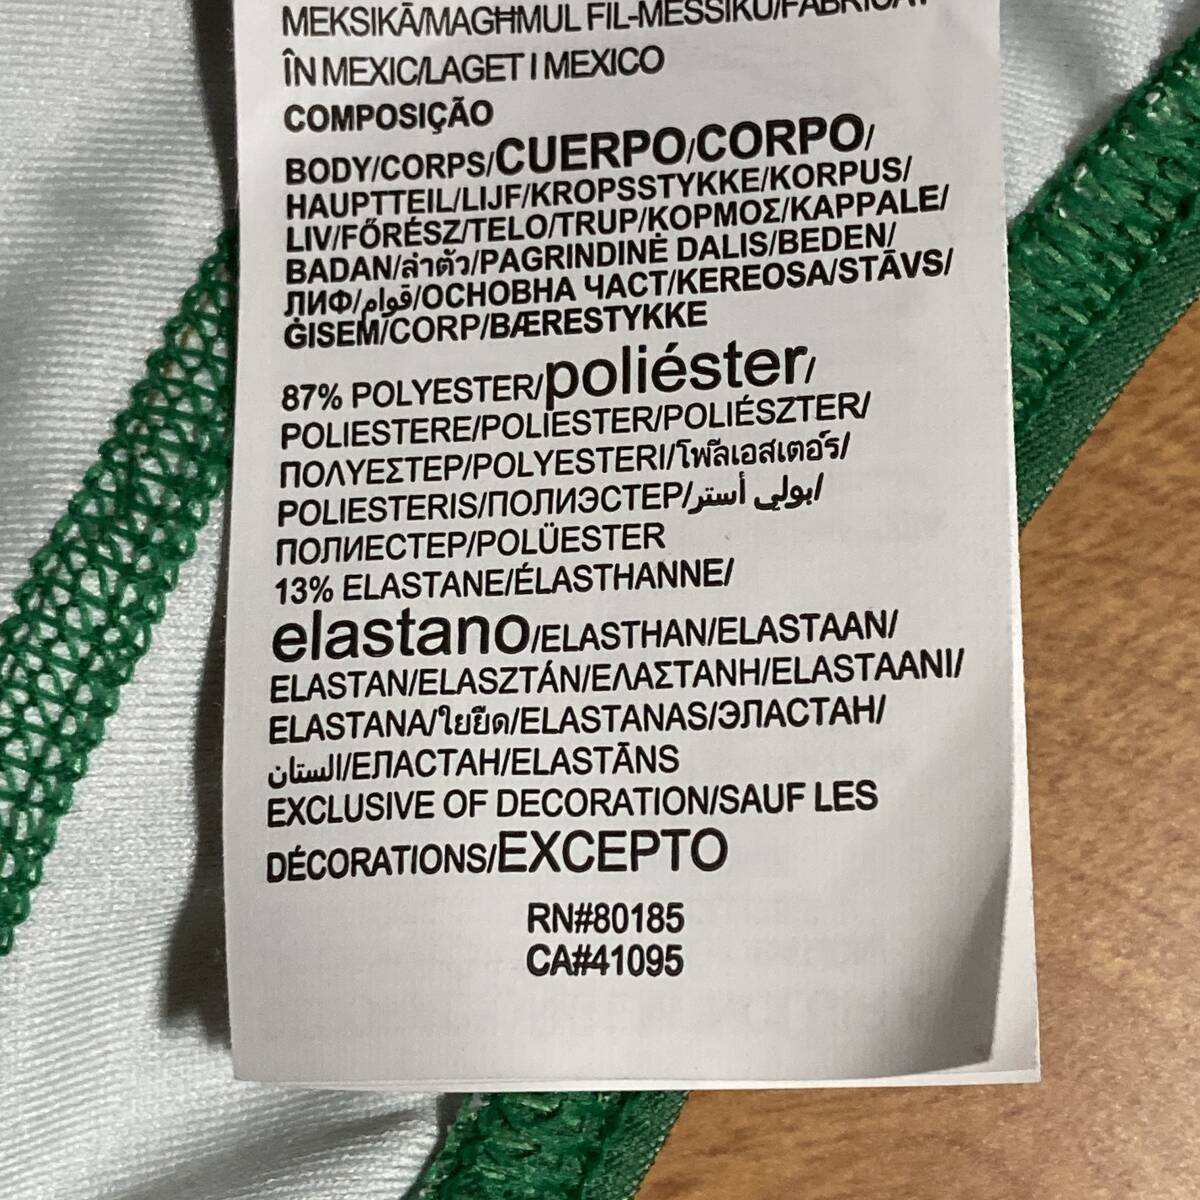 MEKSIKĀ/MAGĦMUL FIL-MESSIKU/FABRICAT
ÎN MEXIC/LAGET I MEXICO
COMPOSIÇÃO
BODY/CORPS/CUERPO/CORPO/
HAUPTTEIL/LIJF/KROPSSTYKKE/KORPUS/
LIV/FŐRÉSZ/TELO/TRUP/ΚΟΡΜΟΣ/KAPPALE/
BADAN/ลำตัว/PAGRINDINĖ DALIS/BEDEN/
ЛИФ/قوام/ОСНОВНА ЧАСТ/KEREOSA/STĀVS/
ĠISEM/CORP/BÆRESTYKKE
87% POLYESTER/poliéster/
POLIESTERE/POLIESTER/POLIÉSZTER/
ΠΟΛΥΕΣΤΕΡ/POLYESTERI/โพลีเอสเตอร์/
POLIESTERIS/ПОЛИЭСТЕР/بولي أستر/
ПОЛИЕСТЕР/POLÜESTER
13% ELASTANE/ÉLASTHANNE/
elastano/ELASTHAN/ELASTAAN/
ELASTAN/ELASZTÁN/ΕΛΑΣΤΑΝΗ/ELASTAANI/
ELASTANA/ใยยืด/ELASTANAS/ЭЛАСТАН/
الستان/ЕЛАСТАН/ELASTĀNS
EXCLUSIVE OF DECORATION/SAUF LES
DÉCORATIONS/EXCEPTO
RN#80185
CA#41095